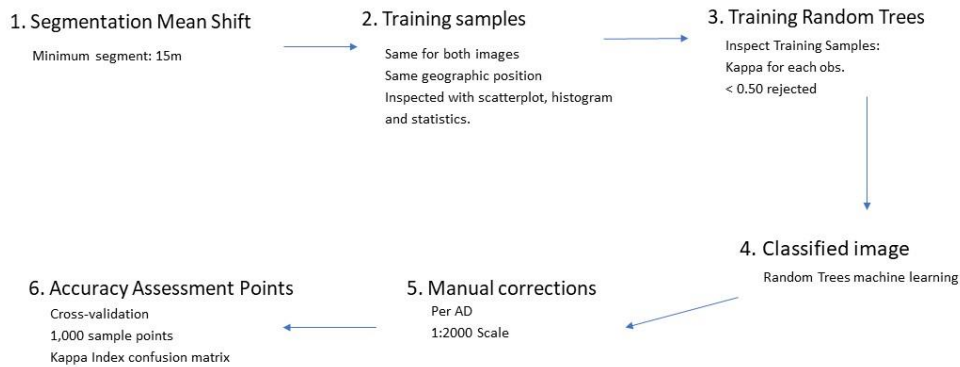 1. Segmentation Mean Shift
Minimum segment: 15m
2. Training samples
Same for both images
Same geographic position
Inspected with scatterplot, histogram
and statistics.
3. Training Random Trees
Inspect Training Samples:
Kappa for each obs.
< 0.50 rejected
4. Classified image
Random Trees machine learning
5. Manual corrections
Per AD
1:2000 Scale
6. Accuracy Assessment Points
Cross-validation
1,000 sample points
Kappa Index confusion matrix